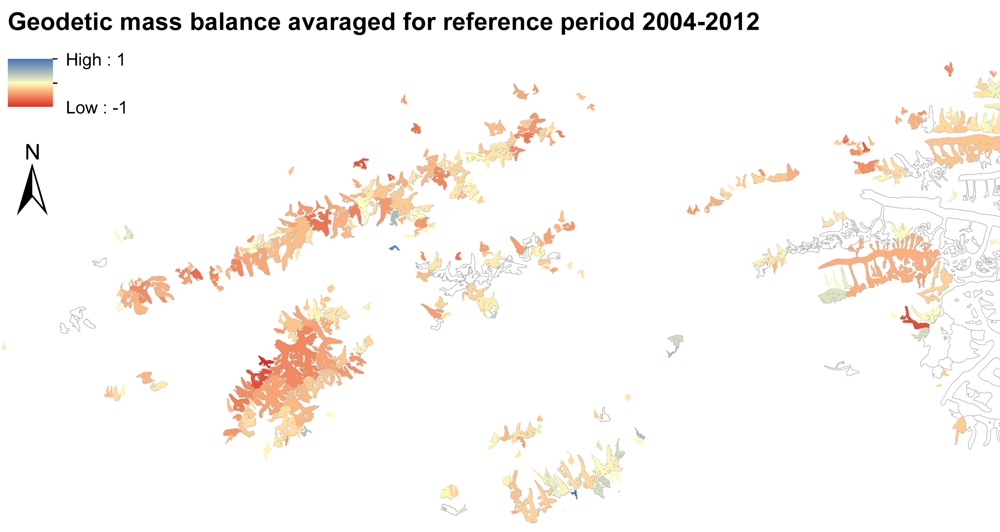 Geodetic mass balance avaraged for reference period 2004-2012
High : 1
Low : -1
N